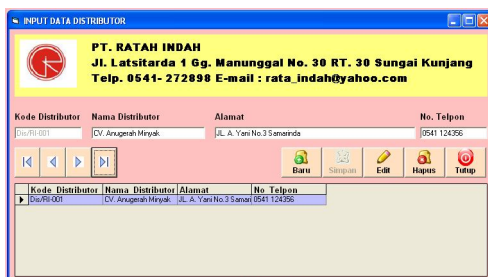 INPUT DATA DISTRIBUTOR
PT. RATAH INDAH
Jl. Latsitarda 1 Gg. Manunggal No. 30 RT. 30 Sungai Kunjang
Telp. 0541- 272898 E-mail : rata_indah@yahoo.com
Kode Distributor Nama Distributor Alamat No. Telpon
Dis/RI-001 CV. Anugerah Minyak JL. A. Yani No.3 Samarinda 0541 124356
Baru Simpan Edit Hapus Tutup
Kode Distributor Nama Distributor Alamat No Telpon
Dis/RI-001 CV. Anugerah Minyak JL. A. Yani No.3 Samari 0541 124356